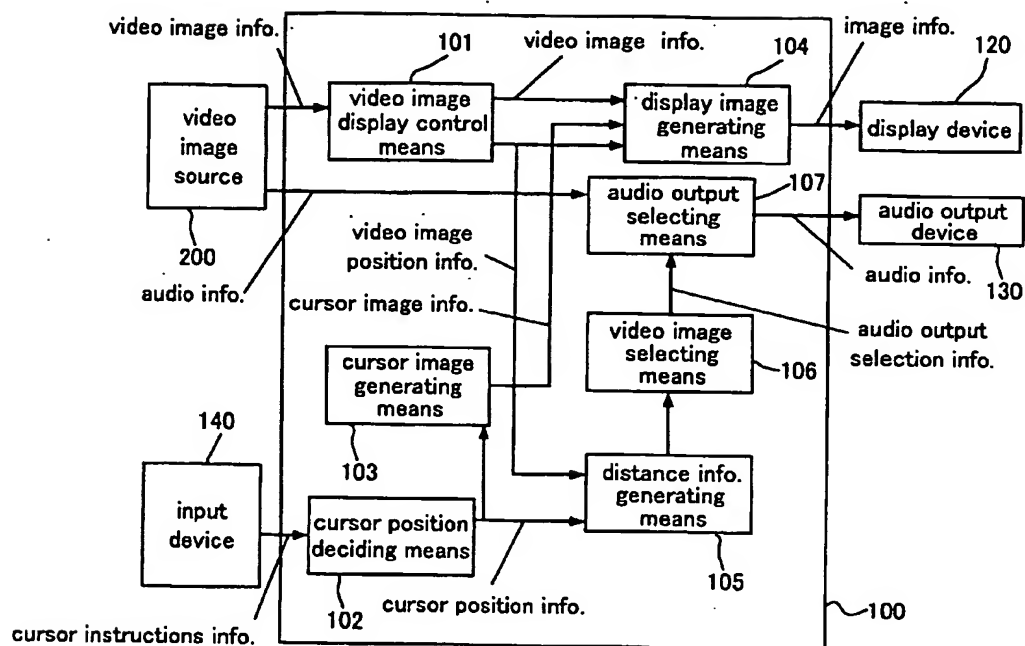 video image info.
101
video image info.
104
image info.
120
video
image
source
200
video image
display control
means
display image
generating
means
display device
107
audio output
selecting
means
audio output
device
130
audio info.
audio info.
video image
position info.
cursor image info.
video image
selecting
means
106
audio output
selection info.
cursor image
generating
means
103
140
input
device
cursor position
deciding means
102
distance info.
generating
means
105
cursor position info.
100
cursor instructions info.